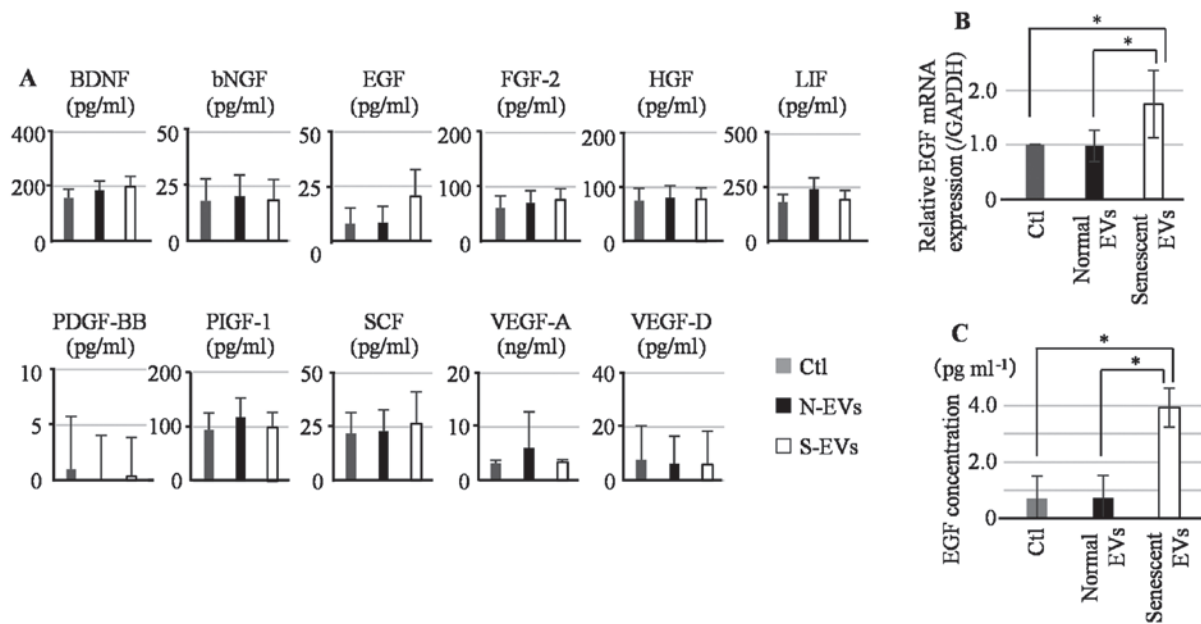 A
BDNF
(pg/ml)
400
200
0
bNGF
(pg/ml)
50
25
0
EGF
(pg/ml)
50
25
0
FGF-2
(pg/ml)
200
100
0
HGF
(pg/ml)
200
100
0
LIF
(pg/ml)
500
250
0
PDGF-BB
(pg/ml)
10
5
0
PIGF-1
(pg/ml)
200
100
0
SCF
(pg/ml)
50
25
0
VEGF-A
(ng/ml)
20
10
0
VEGF-D
(pg/ml)
40
20
0
Ctl
N-EVs
S-EVs
B
Relative EGF mRNA
expression (/GAPDH)
*
*
2.0
1.0
0
Ctl
Normal
EVs
Senescent
EVs
C
(pg ml⁻¹)
EGF concentration
*
*
4.0
2.0
0
Ctl
Normal
EVs
Senescent
EVs